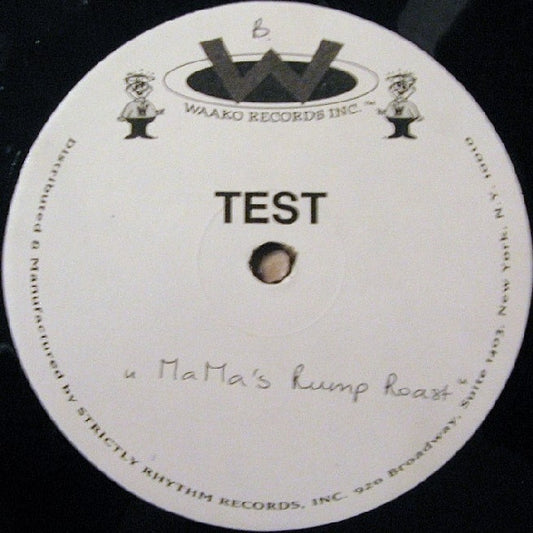 B.
W
WAAKO RECORDS INC.™
TEST
" MaMa's Rump Roast "
Distributed & Manufactured by STRICTLY RHYTHM RECORDS, INC. 920 Broadway, Suite 1403, New York, N.Y. 10010